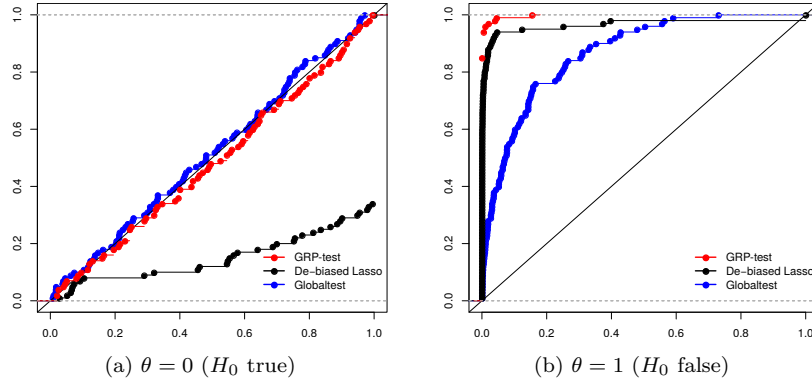 1.0
0.8
0.6
0.4
0.2
0.0
GRP-test
De-biased Lasso
Globaltest
0.0 0.2 0.4 0.6 0.8 1.0
(a) θ = 0 (H₀ true)
1.0
0.8
0.6
0.4
0.2
0.0
GRP-test
De-biased Lasso
Globaltest
0.0 0.2 0.4 0.6 0.8 1.0
(b) θ = 1 (H₀ false)